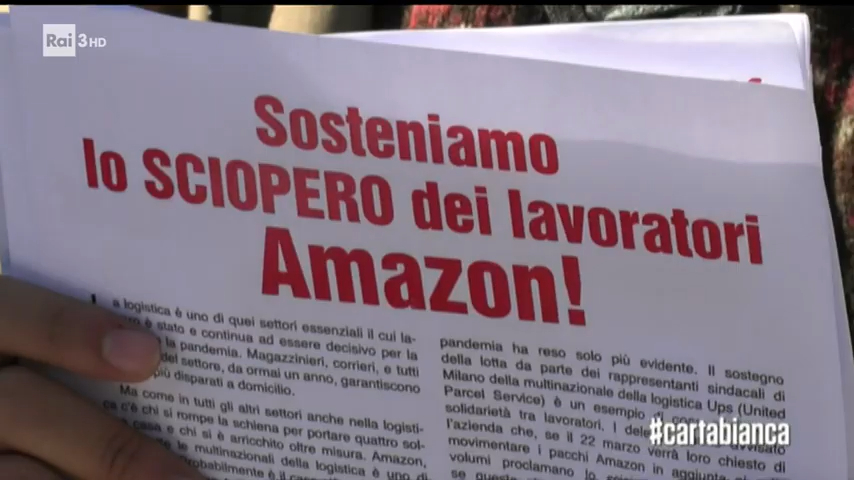 Rai 3HD
Sosteniamo
lo SCIOPERO dei lavoratori
Amazon!
a logistica è uno di quei settori essenziali il cui la-
è stato e continua ad essere decisivo per la
la pandemia. Magazzinieri, corrieri, e tutti
del settore, da ormai un anno, garantiscono
più disparati a domicilio.
Ma come in tutti gli altri settori anche nella logisti-
ca c'è chi si rompe la schiena per portare quattro sol-
casa e chi si è arricchito oltre misura. Amazon,
le multinazionali della logistica è uno di
pandemia ha reso solo più evidente. Il sostegno
della lotta da parte dei rappresentanti sindacali di
Milano della multinazionale della logistica Ups (United
Parcel Service) è un esempio di
solidarietà tra lavoratori. I
l'azienda che, se il 22 marzo verrà loro chiesto di
movimentare i pacchi Amazon in aggiunta
volumi proclamano lo
#cartabianca